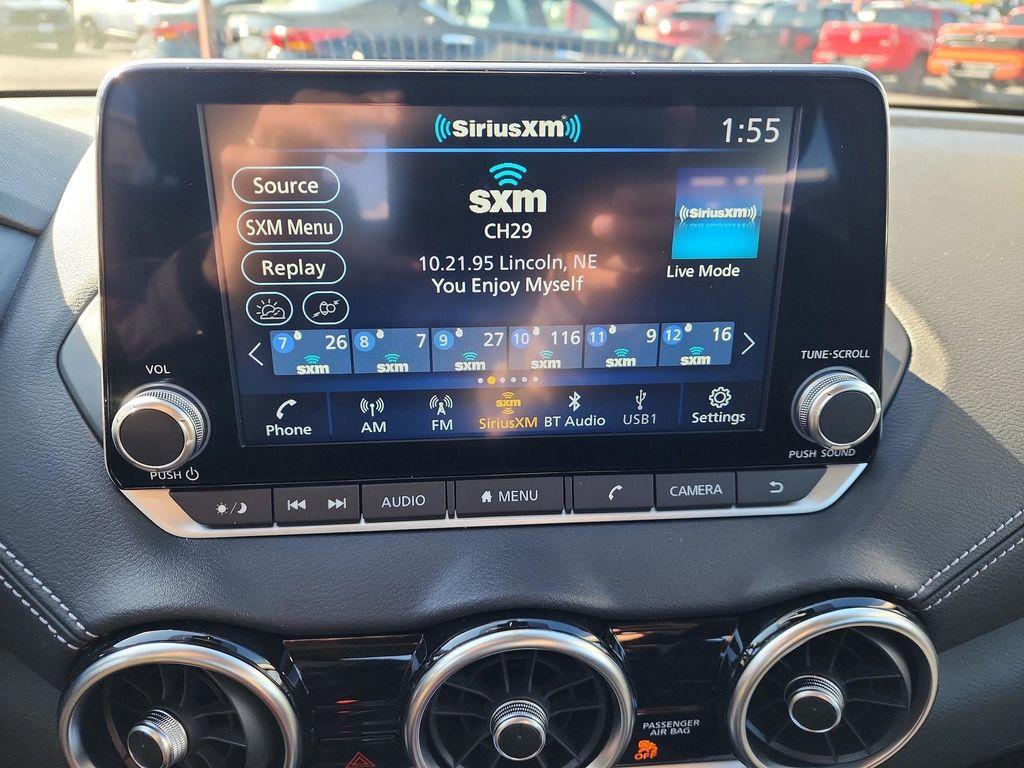 SiriusXM 1:55
Source
SXM Menu
Replay
sxm
CH29
10.21.95 Lincoln, NE
You Enjoy Myself
SiriusXM
Live Mode
7 26 8 7 9 27 10 116 11 9 12 16
sxm sxm sxm sxm sxm sxm
Phone AM FM sxm SiriusXM BT Audio USB1 Settings
VOL
PUSH
TUNE·SCROLL
PUSH SOUND
AUDIO MENU CAMERA
PASSENGER
AIR BAG
OFF